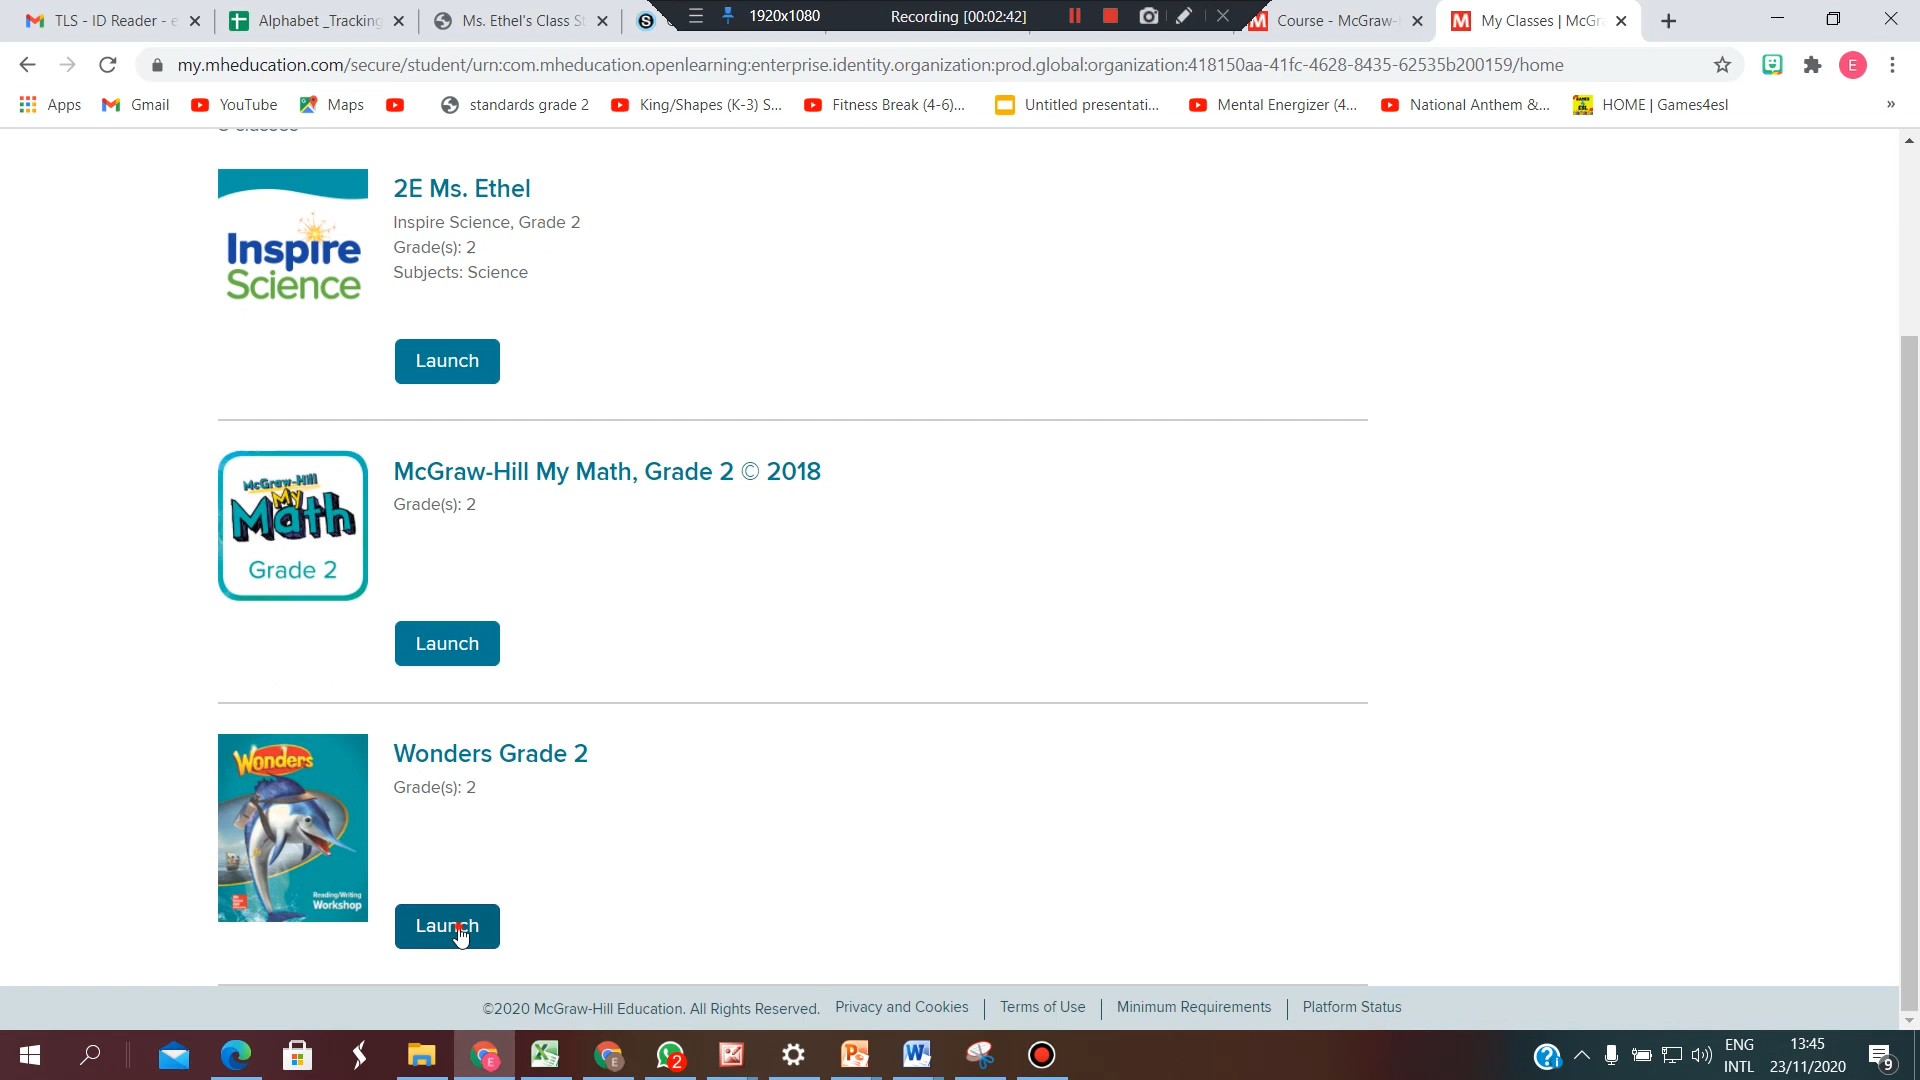 TLS - ID Reader - e
Alphabet _Tracking
Ms. Ethel's Class St
1920x1080
Recording [00:02:42]
Course - McGraw-
My Classes | McGr
my.mheducation.com/secure/student/urn:com.mheducation.openlearning:enterprise.identity.organization:prod.global:organization:418150aa-41fc-4628-8435-62535b200159/home
E
Apps
Gmail
YouTube
Maps
standards grade 2
King/Shapes (K-3) S...
Fitness Break (4-6)...
Untitled presentati...
Mental Energizer (4...
National Anthem &...
HOME | Games4esl
»
Inspire
Science
2E Ms. Ethel
Inspire Science, Grade 2
Grade(s): 2
Subjects: Science
Launch
McGraw-Hill
My
Math
Grade 2
McGraw-Hill My Math, Grade 2 © 2018
Grade(s): 2
Launch
Wonders
Reading/Writing
Workshop
Wonders Grade 2
Grade(s): 2
Launch
©2020 McGraw-Hill Education. All Rights Reserved.
Privacy and Cookies
Terms of Use
Minimum Requirements
Platform Status
2
ENG
INTL
13:45
23/11/2020
9